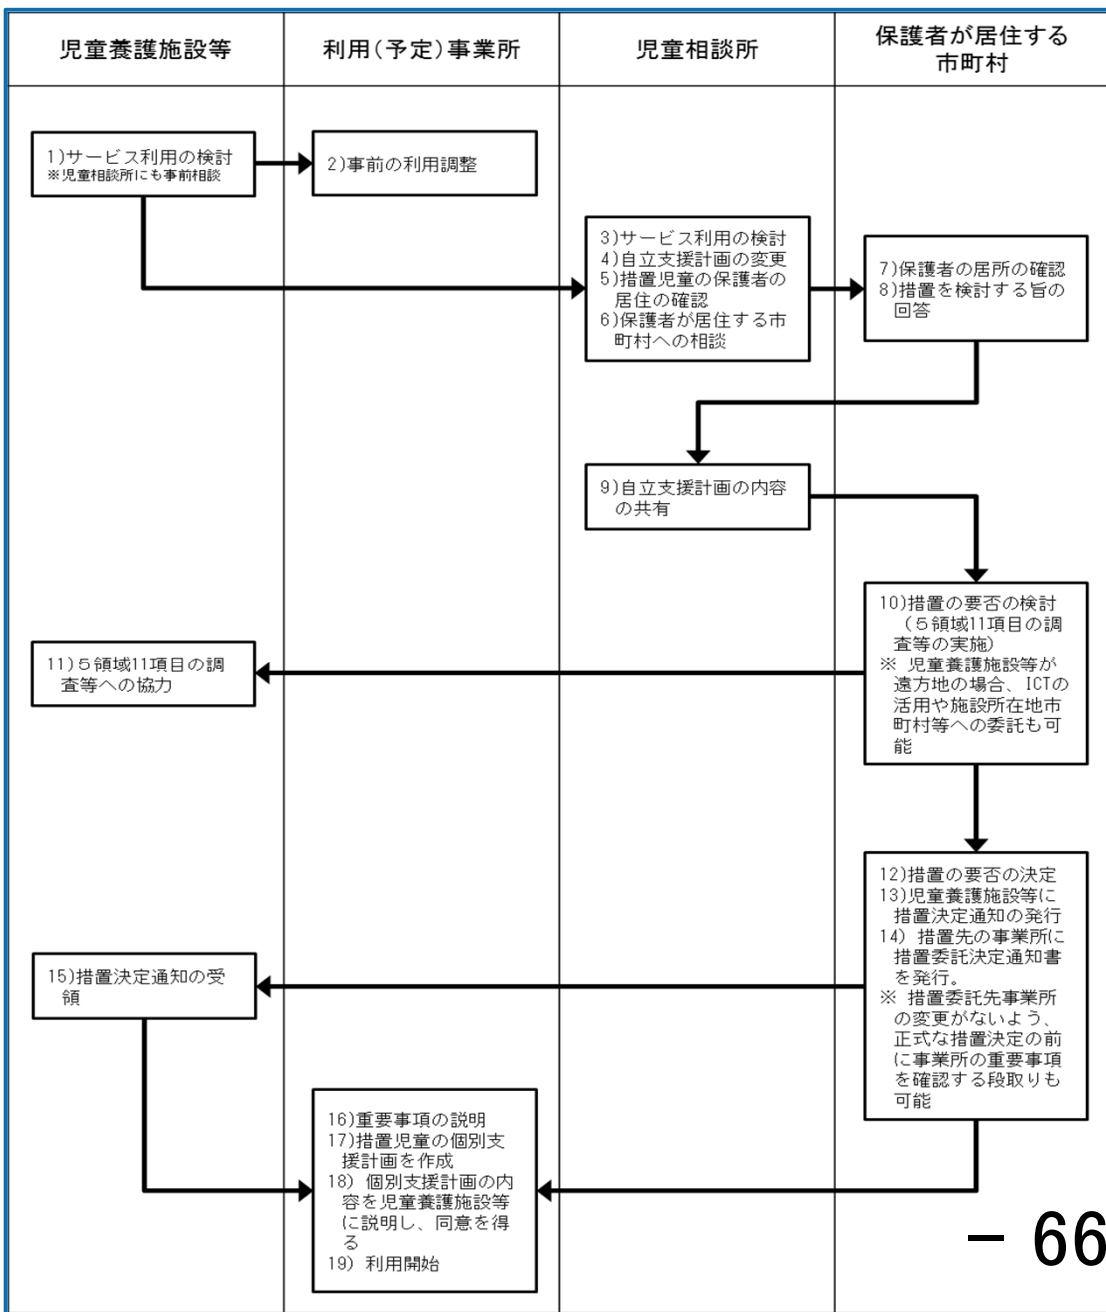 児童養護施設等
利用(予定)事業所
児童相談所
保護者が居住する
市町村
1)サービス利用の検討
※児童相談所にも事前相談
2)事前の利用調整
3)サービス利用の検討
4)自立支援計画の変更
5)措置児童の保護者の
居住の確認
6)保護者が居住する市
町村への相談
7)保護者の居所の確認
8)措置を検討する旨の
回答
9)自立支援計画の内容
の共有
10)措置の要否の検討
(5領域11項目の調
査等の実施)
※ 児童養護施設等が
遠方地の場合、ICTの
活用や施設所在地市
町村等への委託も可
能
11)5領域11項目の調
査等への協力
12)措置の要否の決定
13)児童養護施設等に
措置決定通知の発行
14) 措置先の事業所に
措置委託決定通知書
を発行。
※ 措置委託先事業所
の変更がないよう、
正式な措置決定の前
に事業所の重要事項
を確認する段取りも
可能
15)措置決定通知の受
領
16)重要事項の説明
17)措置児童の個別支
援計画を作成
18) 個別支援計画の内
容を児童養護施設等
に説明し、同意を得
る
19) 利用開始
- 66